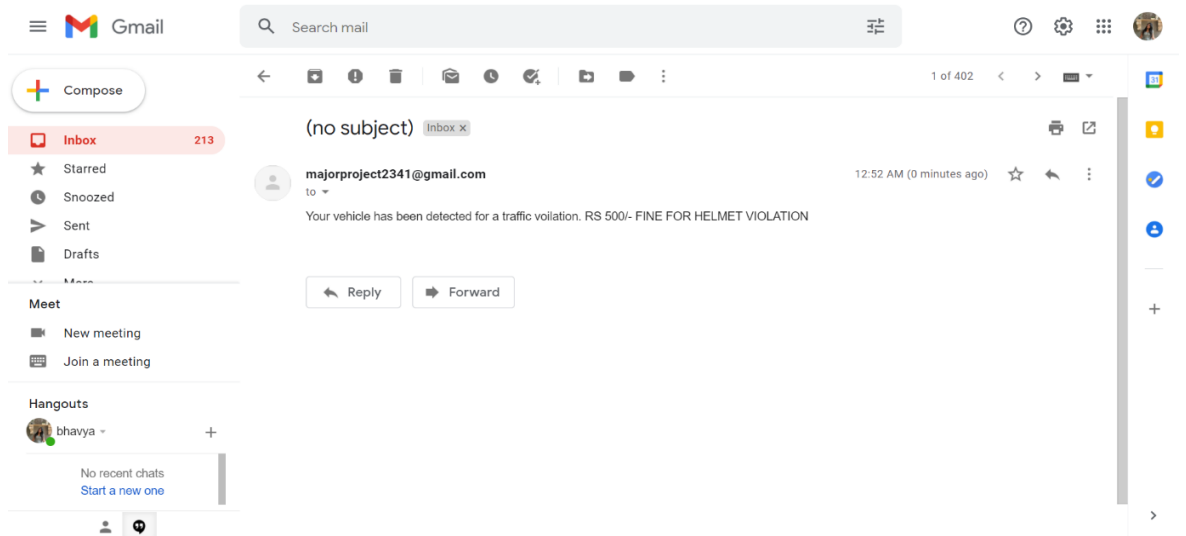 Gmail
Search mail
Compose
1 of 402
31
(no subject) Inbox x
Inbox 213
majorproject2341@gmail.com 12:52 AM (0 minutes ago)
Starred
to
Snoozed
Your vehicle has been detected for a traffic voilation. RS 500/- FINE FOR HELMET VIOLATION
Sent
Drafts
More
Reply Forward
Meet
New meeting
Join a meeting
Hangouts
bhavya
No recent chats
Start a new one